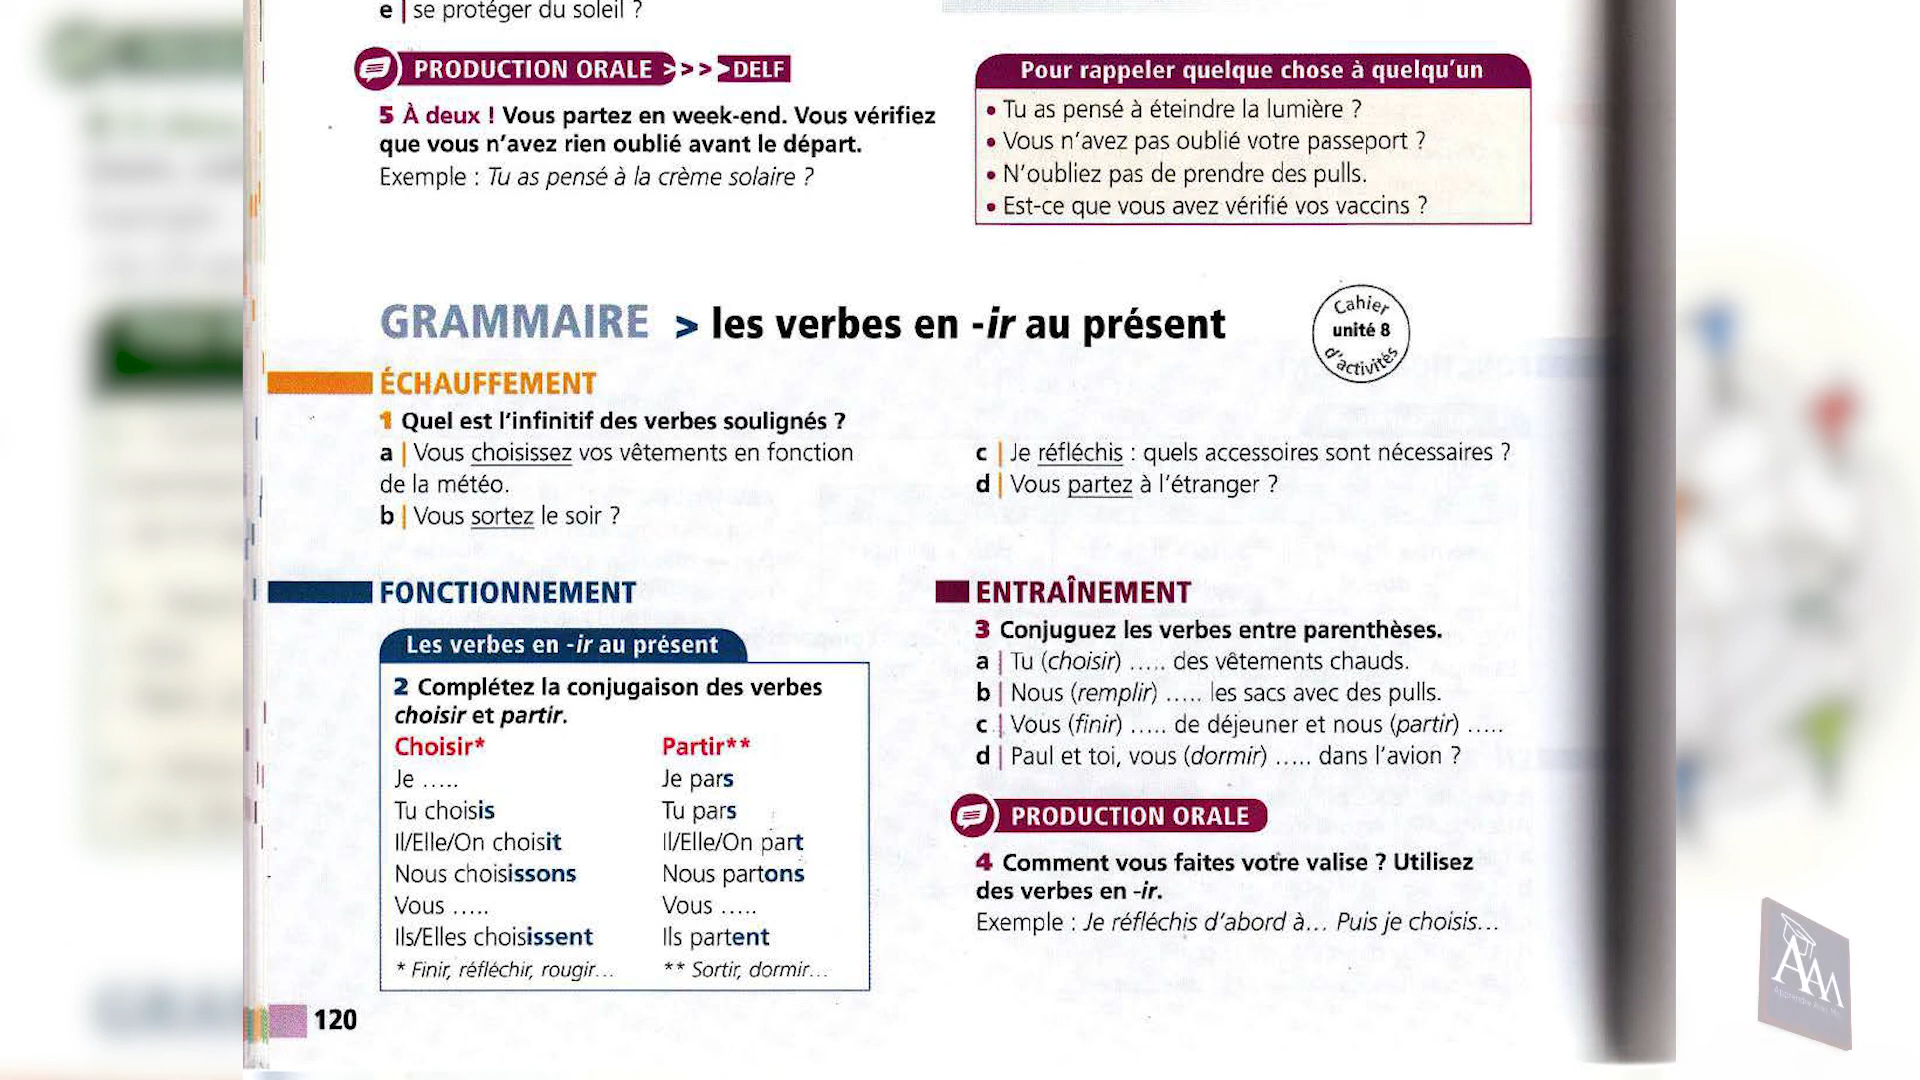 e | se protéger du soleil ?
PRODUCTION ORALE >>>> DELF
5 À deux ! Vous partez en week-end. Vous vérifiez
que vous n'avez rien oublié avant le départ.
Exemple : Tu as pensé à la crème solaire ?
Pour rappeler quelque chose à quelqu'un
• Tu as pensé à éteindre la lumière ?
• Vous n'avez pas oublié votre passeport ?
• N'oubliez pas de prendre des pulls.
• Est-ce que vous avez vérifié vos vaccins ?
GRAMMAIRE > les verbes en -ir au présent
Cahier
unité 8
d'activités
ÉCHAUFFEMENT
1 Quel est l'infinitif des verbes soulignés ?
a | Vous choisissez vos vêtements en fonction
de la météo.
b | Vous sortez le soir ?
c | Je réfléchis : quels accessoires sont nécessaires ?
d | Vous partez à l'étranger ?
FONCTIONNEMENT
Les verbes en -ir au présent
2 Complétez la conjugaison des verbes
choisir et partir.
Choisir*
Je .....
Tu choisis
Il/Elle/On choisit
Nous choisissons
Vous .....
Ils/Elles choisissent
* Finir, réfléchir, rougir...
Partir**
Je pars
Tu pars
Il/Elle/On part
Nous partons
Vous .....
Ils partent
** Sortir, dormir...
ENTRAÎNEMENT
3 Conjuguez les verbes entre parenthèses.
a | Tu (choisir) ..... des vêtements chauds.
b | Nous (remplir) ..... les sacs avec des pulls.
c | Vous (finir) ..... de déjeuner et nous (partir) .....
d | Paul et toi, vous (dormir) ..... dans l'avion ?
PRODUCTION ORALE
4 Comment vous faites votre valise ? Utilisez
des verbes en -ir.
Exemple : Je réfléchis d'abord à... Puis je choisis...
120
AM